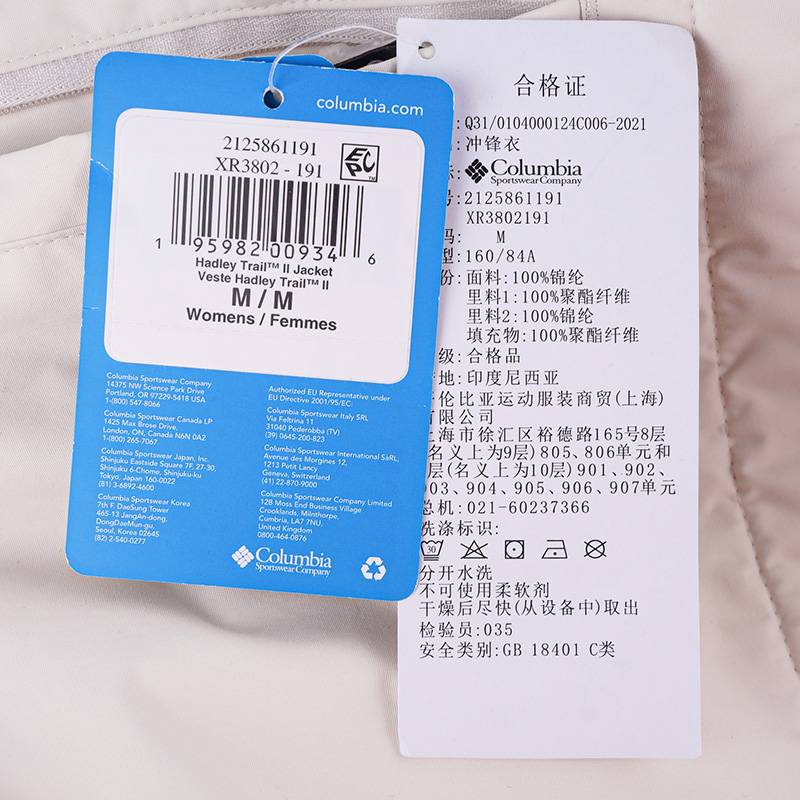 columbia.com
2125861191
XR3802 - 191
1 95982 00934 6
Hadley Trail™ II Jacket
Veste Hadley Trail™ II
M / M
Womens / Femmes
Columbia Sportswear Company
14375 NW Science Park Drive
Portland, OR 97229-5418 USA
1-(800) 547-8066
Columbia Sportswear Canada LP
1425 Max Brose Drive,
London, ON, Canada N6N 0A2
1-(800) 265-7067
Columbia Sportswear Japan, Inc.
Shinjuku Eastside Square 7F, 27-30,
Shinjuku 6-Chome, Shinjuku-ku
Tokyo, Japan 160-0022
(81) 3-6892-4600
Columbia Sportswear Korea
7th F. DaeSung Tower
465-13 JangAn-dong,
DongDaeMun-gu,
Seoul, Korea 02645
(82) 2-540-0277
Authorized EU Representative under
EU Directive 2001/95/EC.
Columbia Sportswear Italy SRL
Via Feltrina 11
31040 Pederobba (TV)
(39) 0645-200-823
Columbia Sportswear International SaRL,
Avenue des Morgines 12,
1213 Petit Lancy
Geneva, Switzerland
(41) 22-870-9000
Columbia Sportswear Company Limited
12B Moss End Business Village
Crooklands, Milnthorpe,
Cumbria, LA7 7NU,
United Kingdom
0800-464-0876
Columbia
Sportswear Company
合格证
:Q31/0104000124C006-2021
:冲锋衣
Columbia
Sportswear Company
号:2125861191
XR3802191
码: M
型:160/84A
份:面料:100%锦纶
里料1:100%聚酯纤维
里料2:100%锦纶
填充物:100%聚酯纤维
级:合格品
地:印度尼西亚
伦比亚运动服装商贸(上海)
有限公司
上海市徐汇区裕德路165号8层
(名义上为9层)805、806单元和
层(名义上为10层)901、902、
903、904、905、906、907单元
总机:021-60237366
洗涤标识:
30
分开水洗
不可使用柔软剂
干燥后尽快(从设备中)取出
检验员:035
安全类别:GB 18401 C类